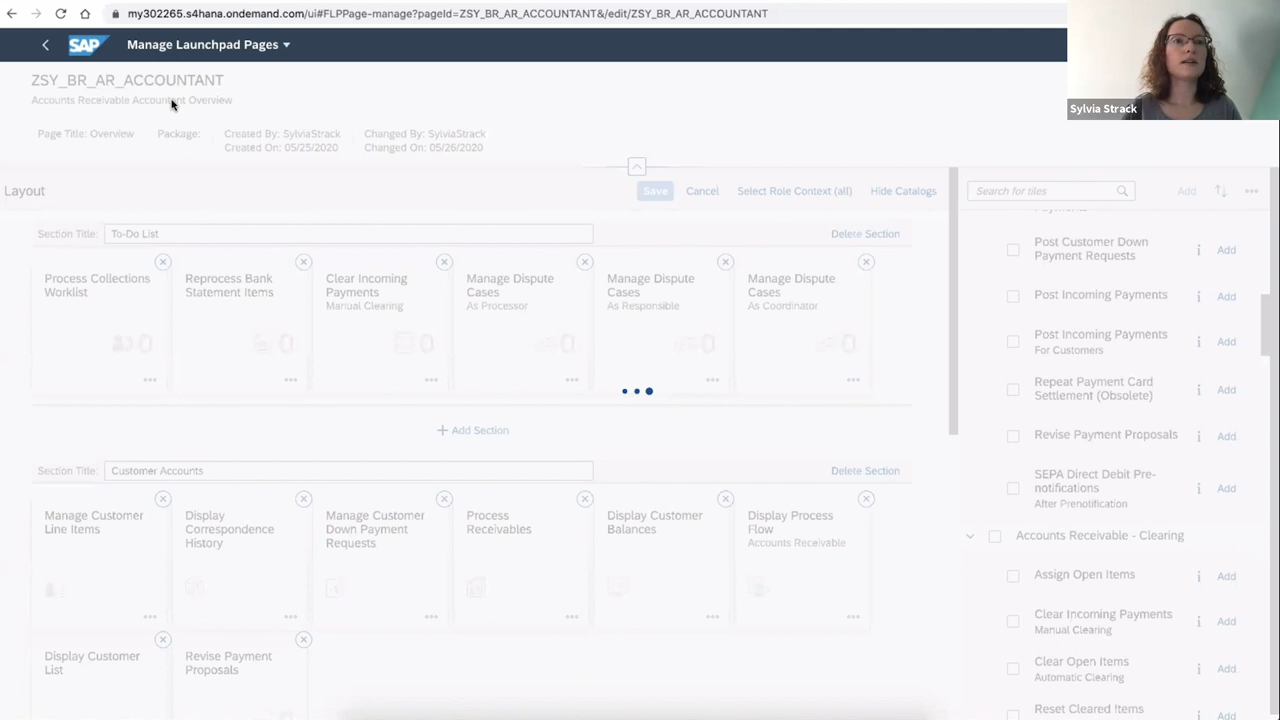 my302265.s4hana.ondemand.com/ui#FLPPage-manage?pageId=ZSY_BR_AR_ACCOUNTANT&/edit/ZSY_BR_AR_ACCOUNTANT
SAP Manage Launchpad Pages
Sylvia Strack
ZSY_BR_AR_ACCOUNTANT
Accounts Receivable Accountant Overview
Page Title: Overview Package: Created By: SylviaStrack Changed By: SylviaStrack
Created On: 05/25/2020 Changed On: 05/26/2020
Layout Save Cancel Select Role Context (all) Hide Catalogs
Section Title: To-Do List Delete Section
Process Collections
Worklist
Reprocess Bank
Statement Items
Clear Incoming
Payments
Manual Clearing
Manage Dispute
Cases
As Processor
Manage Dispute
Cases
As Responsible
Manage Dispute
Cases
As Coordinator
0 0 0 0 0 0
Add Section
Section Title: Customer Accounts Delete Section
Manage Customer
Line Items
Display
Correspondence
History
Manage Customer
Down Payment
Requests
Process
Receivables
Display Customer
Balances
Display Process
Flow
Accounts Receivable
Display Customer
List
Revise Payment
Proposals
Search for tiles Add
Payments
Post Customer Down
Payment Requests
Add
Post Incoming Payments Add
Post Incoming Payments
For Customers
Add
Repeat Payment Card
Settlement (Obsolete)
Add
Revise Payment Proposals Add
SEPA Direct Debit Pre-
notifications
After Prenotification
Add
Accounts Receivable - Clearing
Assign Open Items Add
Clear Incoming Payments
Manual Clearing
Add
Clear Open Items
Automatic Clearing
Add
Reset Cleared Items Add